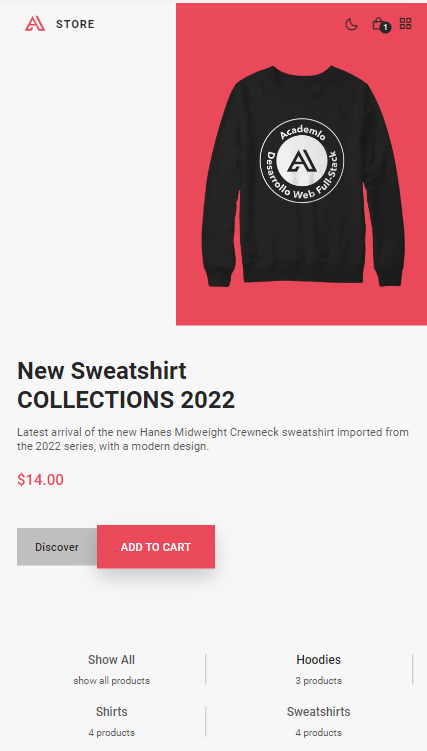 STORE
1
Academlo
Desarrollo Web Full-Stack
New Sweatshirt
COLLECTIONS 2022
Latest arrival of the new Hanes Midweight Crewneck sweatshirt imported from
the 2022 series, with a modern design.
$14.00
Discover
ADD TO CART
Show All
Hoodies
show all products
3 products
Shirts
Sweatshirts
4 products
4 products